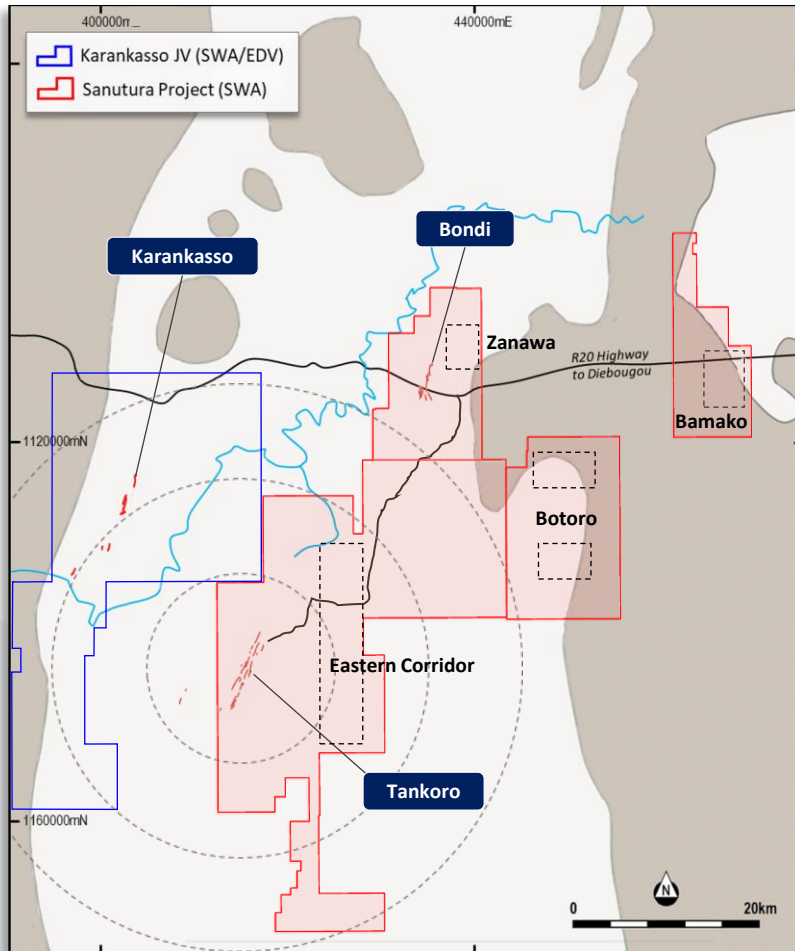 400000m
440000mE
Karankasso JV (SWA/EDV)
Sanutura Project (SWA)
Bondi
Karankasso
Zanawa
R20 Highway
to Diebougou
Bamako
1120000mN
Botoro
Eastern Corridor
Tankoro
1160000mN
N
0
20km